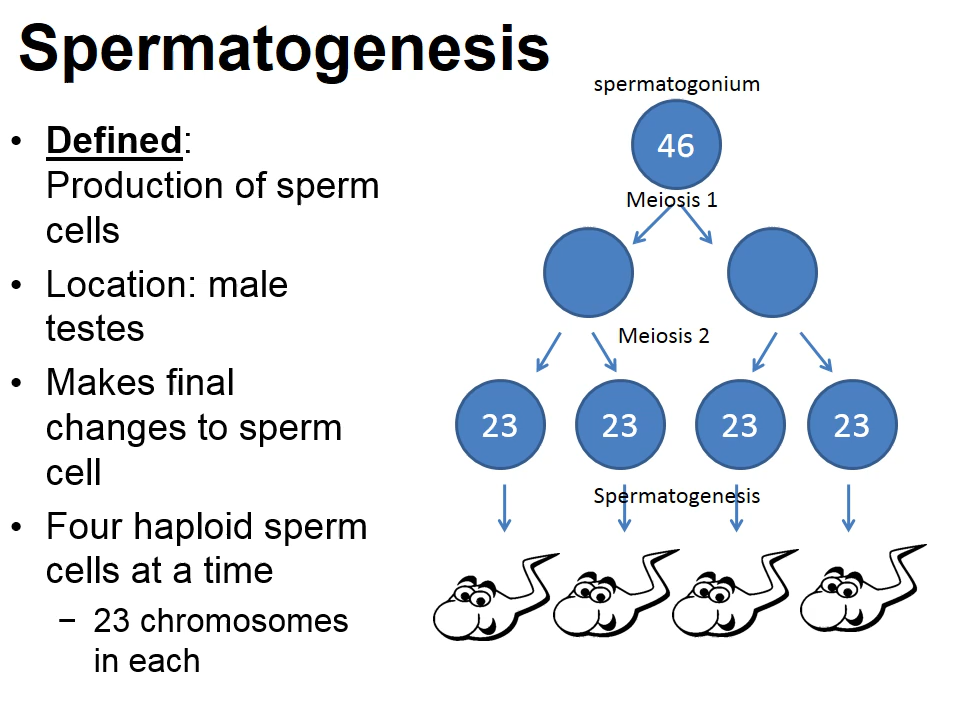 Spermatogenesis
• Defined:
Production of sperm
cells
• Location: male
testes
• Makes final
changes to sperm
cell
• Four haploid sperm
cells at a time
− 23 chromosomes
in each
spermatogonium
46
Meiosis 1
Meiosis 2
23 23 23 23
Spermatogenesis